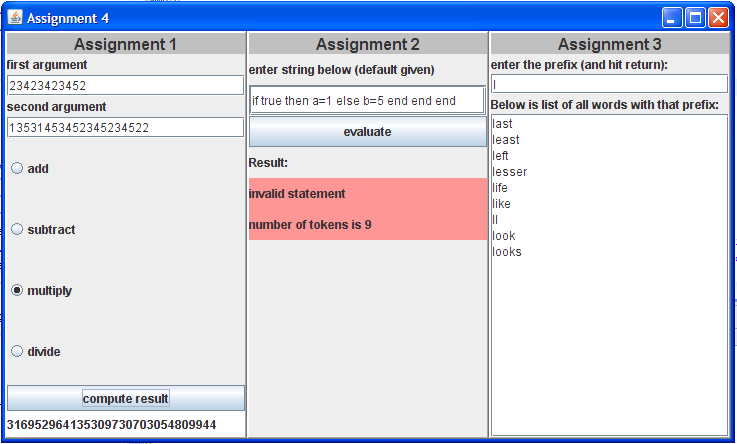 Assignment 4
Assignment 1
first argument
23423423452
second argument
13531453452345234522
add
subtract
multiply
divide
compute result
316952964135309730703054809944
Assignment 2
enter string below (default given)
if true then a=1 else b=5 end end end
evaluate
Result:
invalid statement
number of tokens is 9
Assignment 3
enter the prefix (and hit return):
l
Below is list of all words with that prefix:
last
least
left
lesser
life
like
ll
look
looks